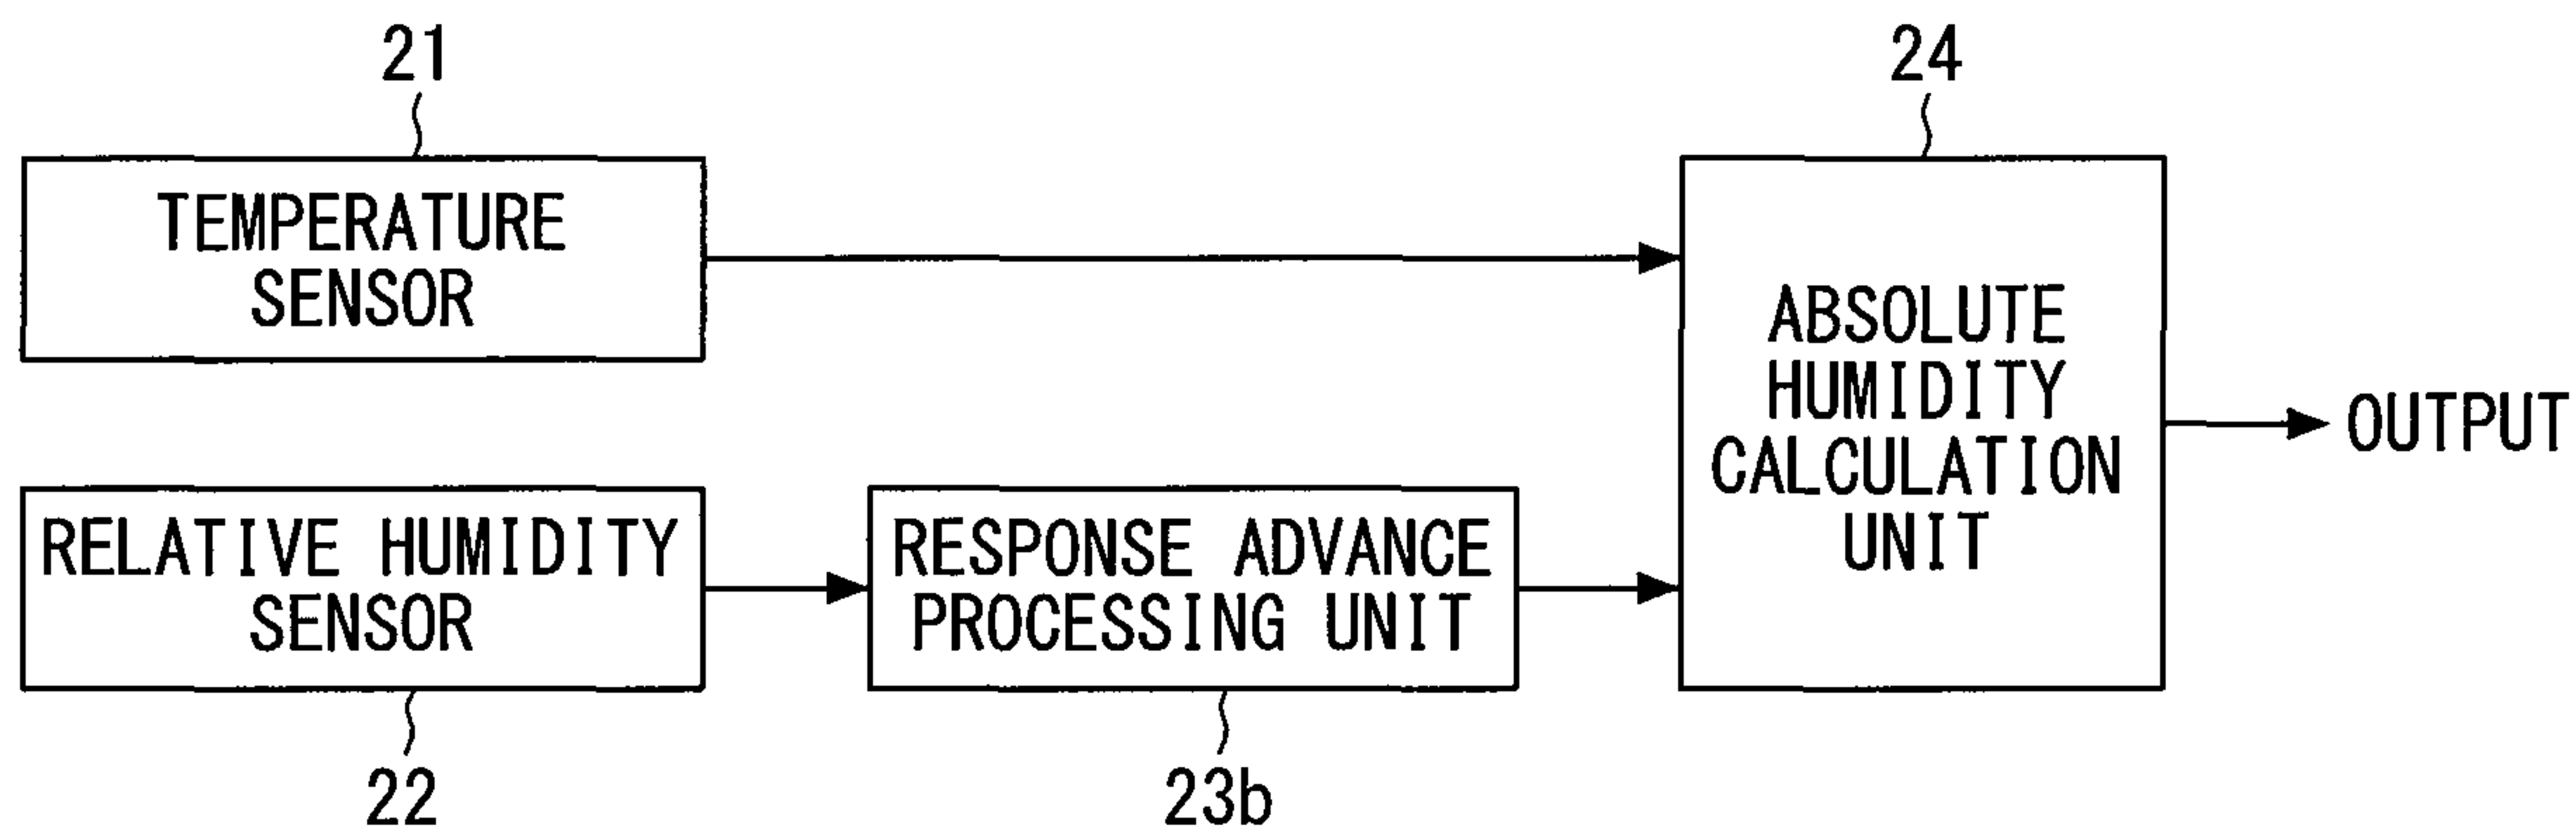 21
24
TEMPERATURE
SENSOR
ABSOLUTE
HUMIDITY
CALCULATION
UNIT
OUTPUT
RELATIVE HUMIDITY
SENSOR
RESPONSE ADVANCE
PROCESSING UNIT
22
23b